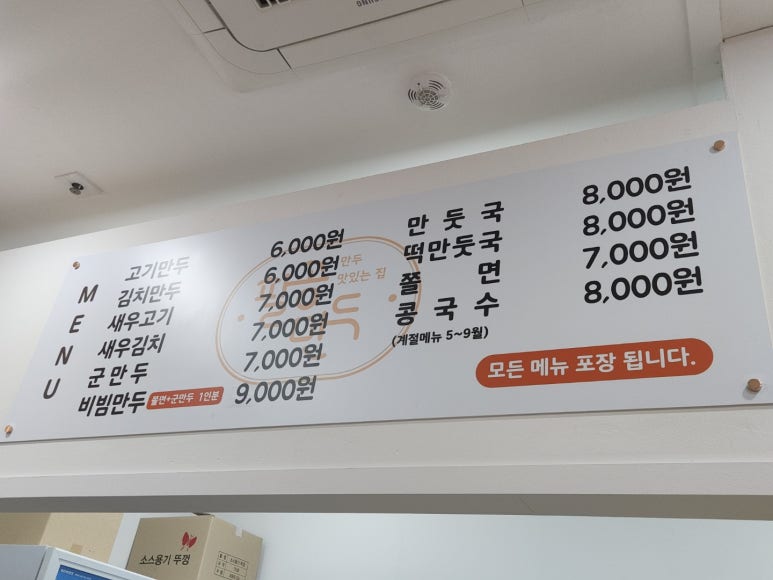 MENU
고기만두 6,000원
김치만두 6,000원
새우고기 7,000원
새우김치 7,000원
군만두 7,000원
비빔만두 쫄면+군만두 1인분 9,000원
만둣국 8,000원
떡만둣국 8,000원
쫄면 7,000원
콩국수 8,000원
(계절메뉴 5~9월)
모든 메뉴 포장 됩니다.
만두
맛있는 집
소스용기 뚜껑